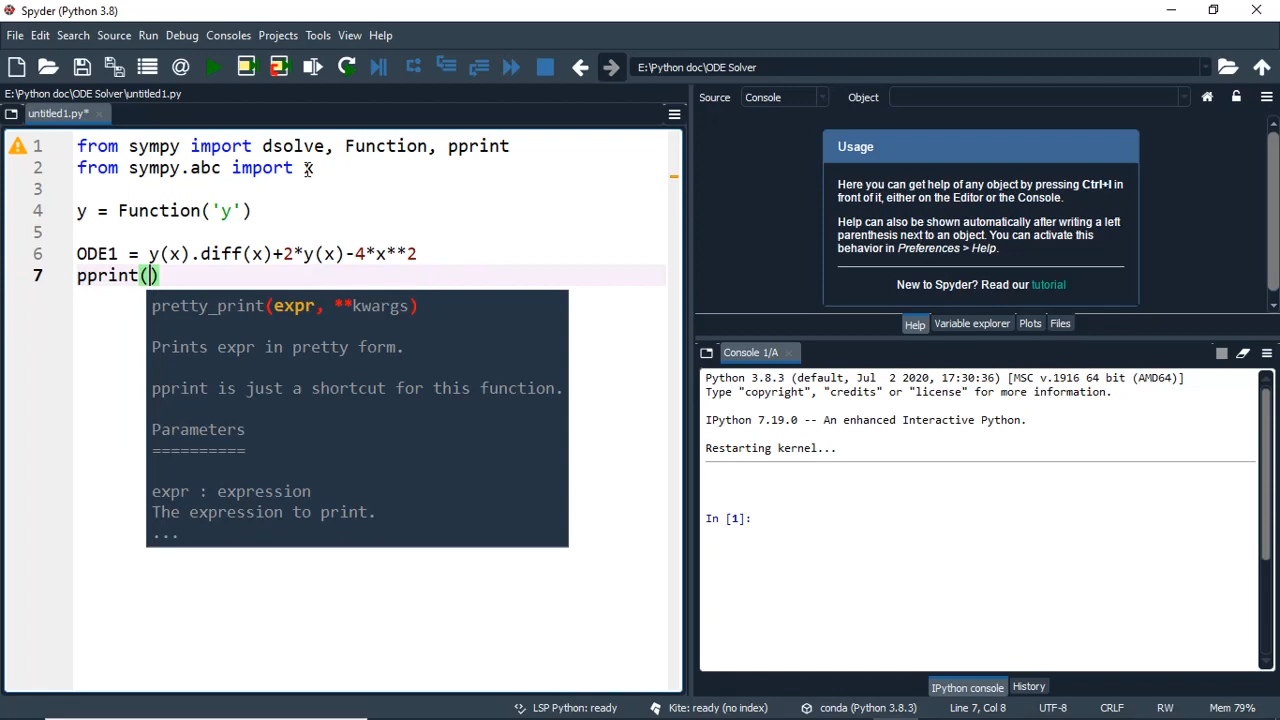 Spyder (Python 3.8)
File Edit Search Source Run Debug Consoles Projects Tools View Help
E:\Python doc\ODE Solver
E:\Python doc\ODE Solver\untitled1.py
untitled1.py*
1 from sympy import dsolve, Function, pprint
2 from sympy.abc import x
3
4 y = Function('y')
5
6 ODE1 = y(x).diff(x)+2*y(x)-4*x**2
7 pprint()
pretty_print(expr, **kwargs)
Prints expr in pretty form.
pprint is just a shortcut for this function.
Parameters
==========
expr : expression
The expression to print.
...
Source Console Object
Usage
Here you can get help of any object by pressing Ctrl+I in
front of it, either on the Editor or the Console.
Help can also be shown automatically after writing a left
parenthesis next to an object. You can activate this
behavior in Preferences > Help.
New to Spyder? Read our tutorial
Help Variable explorer Plots Files
Console 1/A
Python 3.8.3 (default, Jul 2 2020, 17:30:36) [MSC v.1916 64 bit (AMD64)]
Type "copyright", "credits" or "license" for more information.
IPython 7.19.0 -- An enhanced Interactive Python.
Restarting kernel...
In [1]:
IPython console History
LSP Python: ready Kite: ready (no index) conda (Python 3.8.3) Line 7, Col 8 UTF-8 CRLF RW Mem 79%